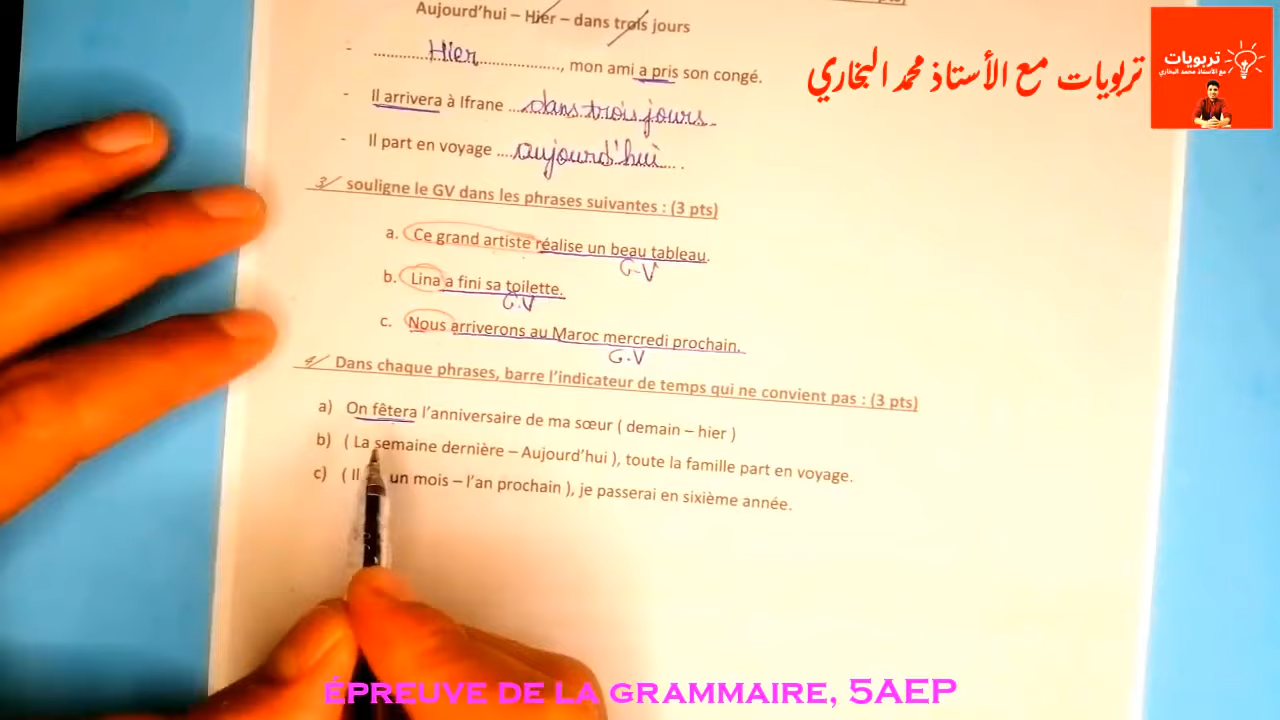 Aujourd'hui – Hier – dans trois jours
- Hier, mon ami a pris son congé.
- Il arrivera à Ifrane dans trois jours.
- Il part en voyage aujourd'hui.
3/ souligne le GV dans les phrases suivantes : (3 pts)
a. Ce grand artiste réalise un beau tableau.
G.V
b. Lina a fini sa toilette.
G.V
c. Nous arriverons au Maroc mercredi prochain.
G.V
4/ Dans chaque phrases, barre l'indicateur de temps qui ne convient pas : (3 pts)
a) On fêtera l'anniversaire de ma sœur ( demain – hier )
b) ( La semaine dernière – Aujourd'hui ), toute la famille part en voyage.
c) ( Il un mois – l'an prochain ), je passerai en sixième année.
تربويات مع الأستاذ محمد البخاري
تربويات
مع الأستاذ محمد البخاري
ÉPREUVE DE LA GRAMMAIRE, 5AEP